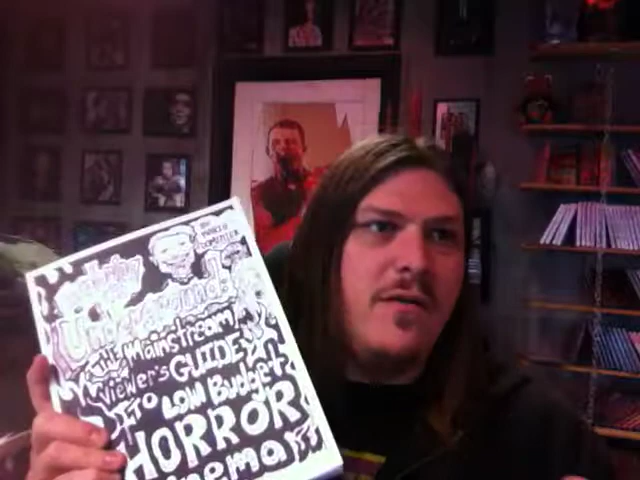 Underground!
The Mainstream
Viewer's GUIDE
TO Low Budget
HORROR
Cinema!!!